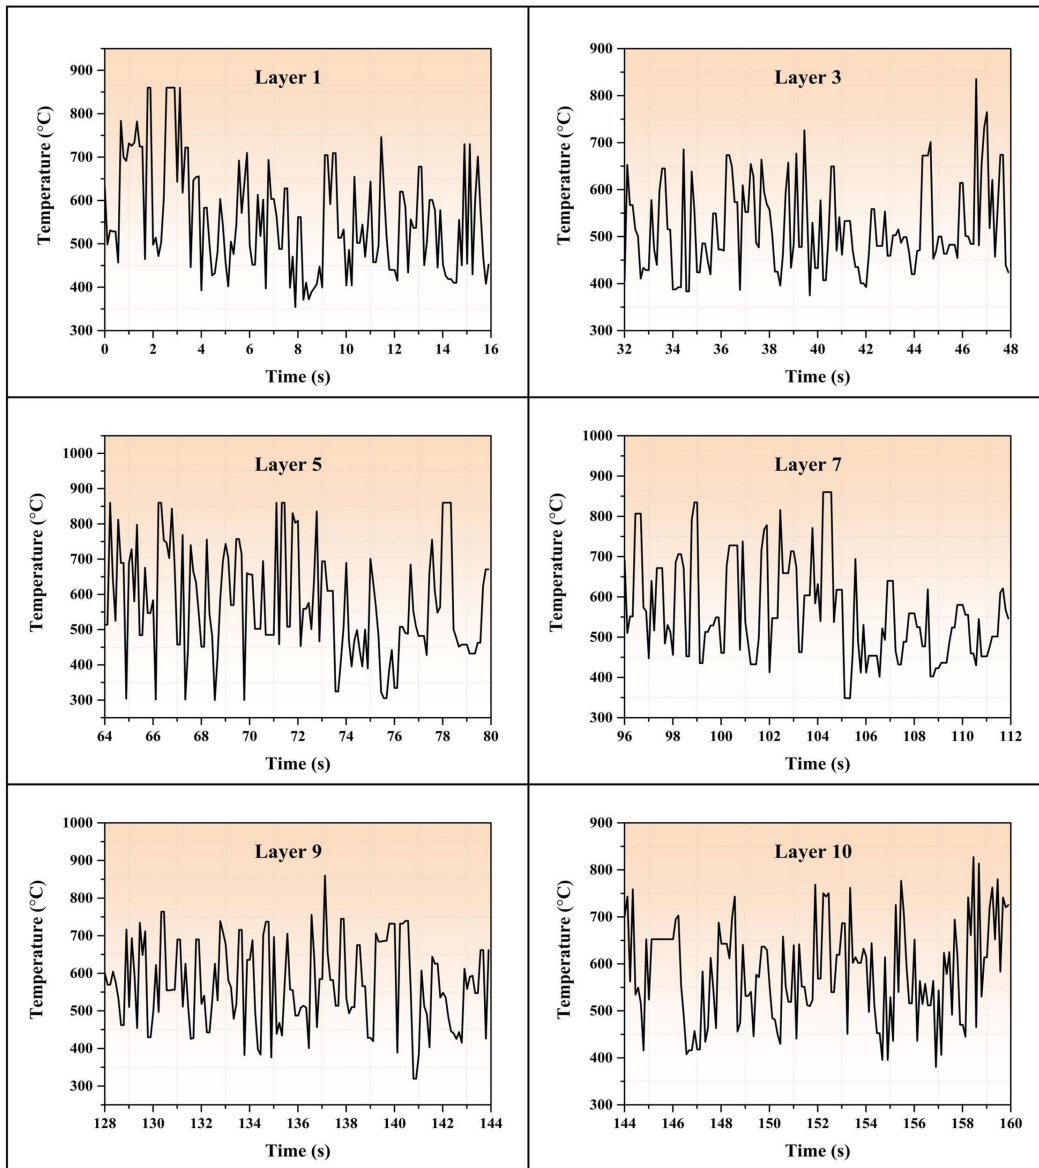 Layer 1
Temperature (°C)
900
800
700
600
500
400
300
0 2 4 6 8 10 12 14 16
Time (s)
Layer 3
Temperature (°C)
900
800
700
600
500
400
300
32 34 36 38 40 42 44 46 48
Time (s)
Layer 5
Temperature (°C)
1000
900
800
700
600
500
400
300
64 66 68 70 72 74 76 78 80
Time (s)
Layer 7
Temperature (°C)
1000
900
800
700
600
500
400
300
96 98 100 102 104 106 108 110 112
Time (s)
Layer 9
Temperature (°C)
1000
900
800
700
600
500
400
300
128 130 132 134 136 138 140 142 144
Time (s)
Layer 10
Temperature (°C)
900
800
700
600
500
400
300
144 146 148 150 152 154 156 158 160
Time (s)